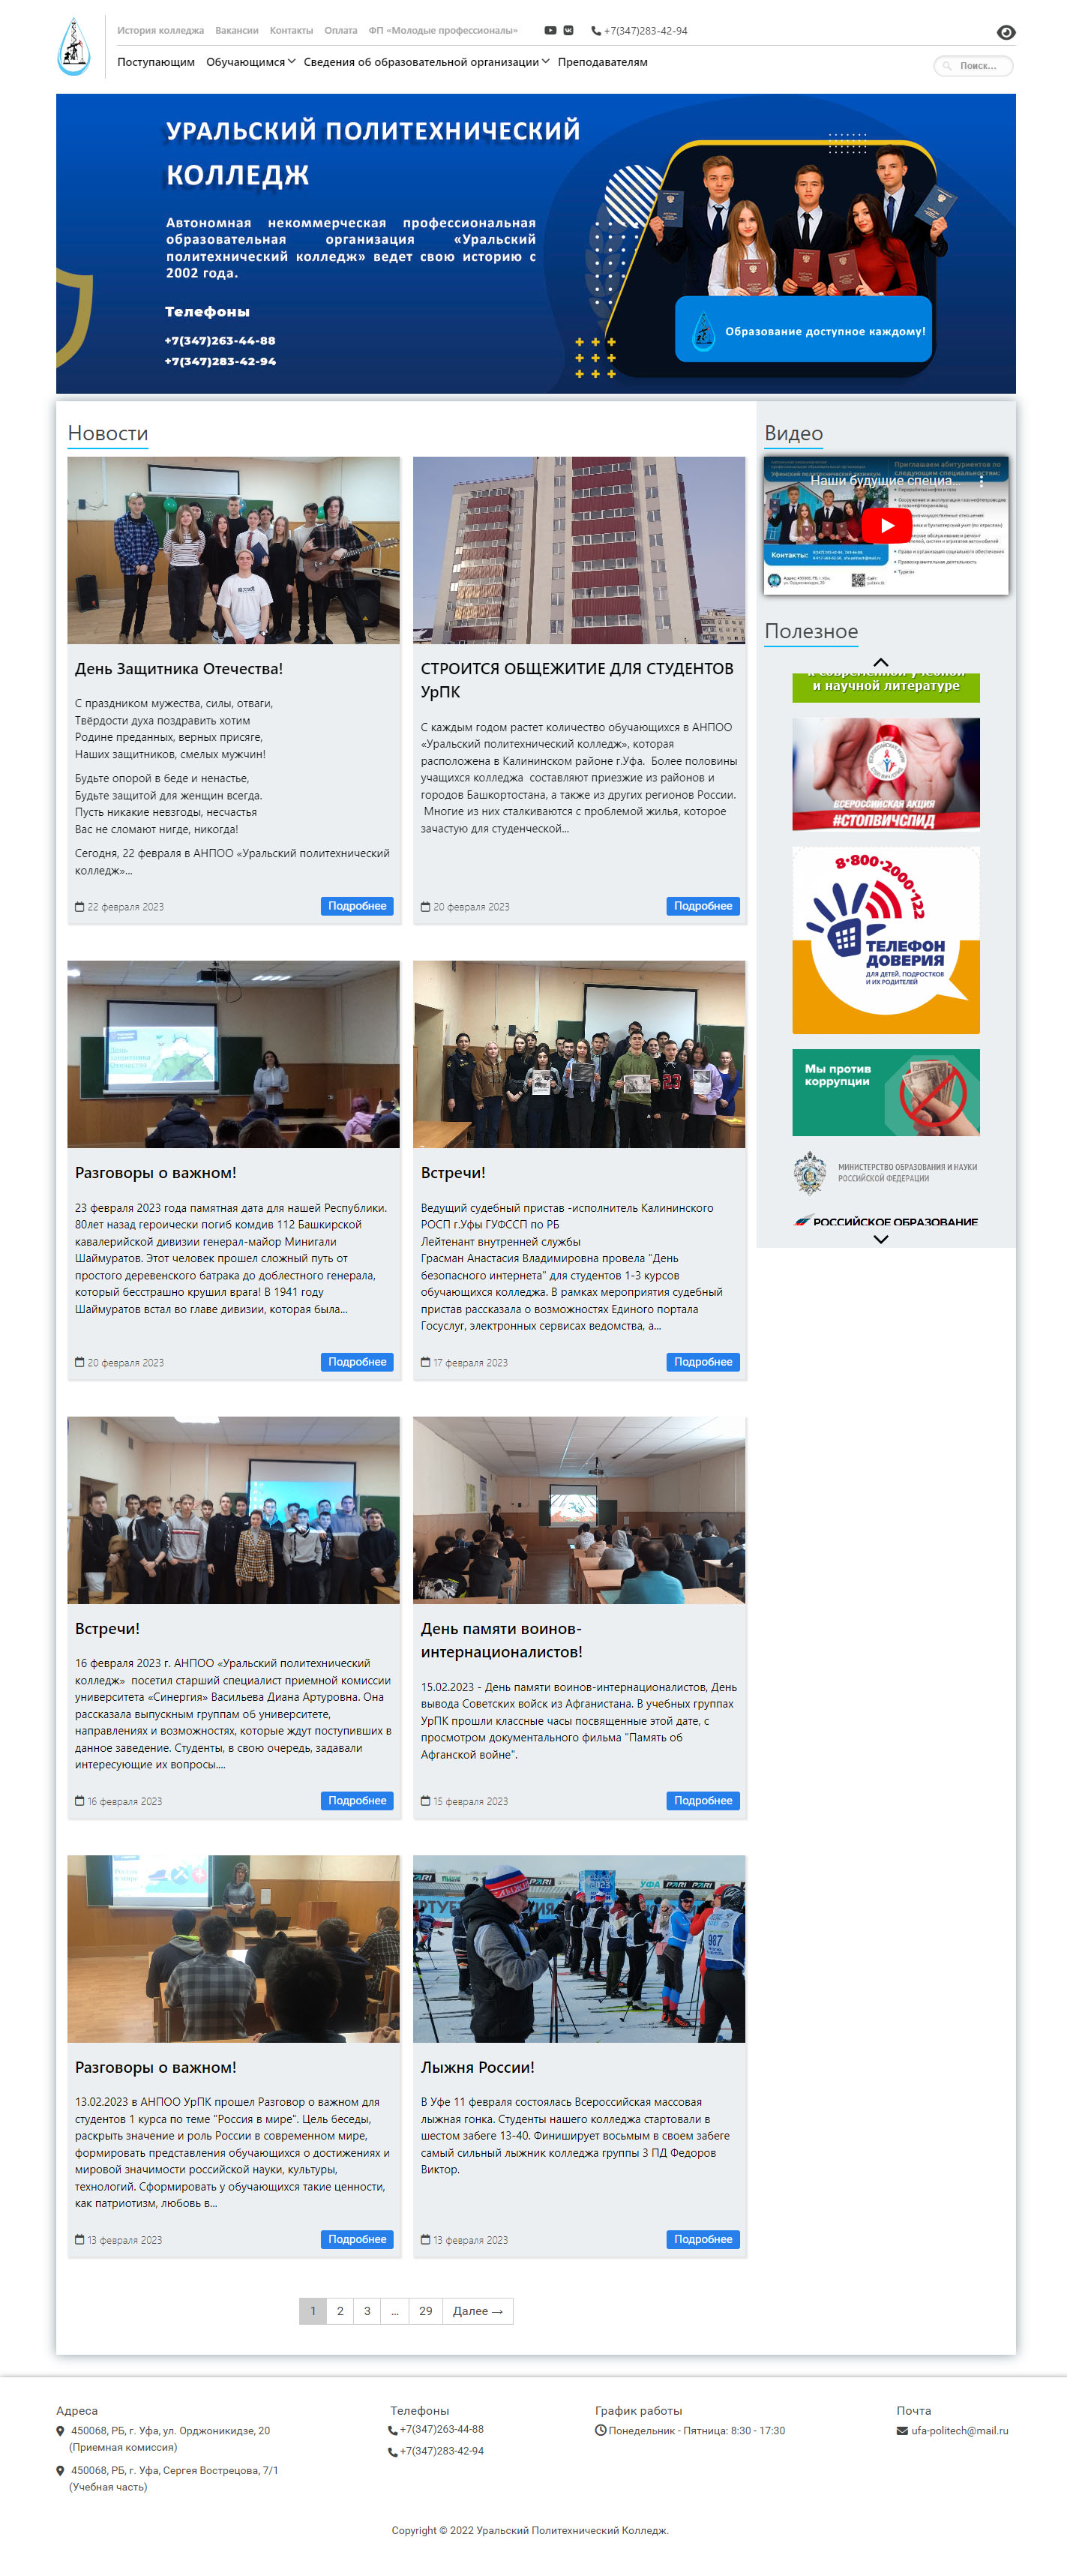 История колледжа Вакансии Контакты Оплата ФП «Молодые профессионалы» +7(347)283-42-94
Поступающим Обучающимся Сведения об образовательной организации Преподавателям Поиск...
УРАЛЬСКИЙ ПОЛИТЕХНИЧЕСКИЙ
КОЛЛЕДЖ
Автономная некоммерческая профессиональная
образовательная организация «Уральский
политехнический колледж» ведет свою историю с
2002 года.
Телефоны
+7(347)263-44-88
+7(347)283-42-94
Образование доступное каждому!
Новости
День Защитника Отечества!
С праздником мужества, силы, отваги,
Твёрдости духа поздравить хотим
Родине преданных, верных присяге,
Наших защитников, смелых мужчин!
Будьте опорой в беде и ненастье,
Будьте защитой для женщин всегда.
Пусть никакие невзгоды, несчастья
Вас не сломают нигде, никогда!
Сегодня, 22 февраля в АНПОО «Уральский политехнический
колледж»...
22 февраля 2023 Подробнее
СТРОИТСЯ ОБЩЕЖИТИЕ ДЛЯ СТУДЕНТОВ
УрПК
С каждым годом растет количество обучающихся в АНПОО
«Уральский политехнический колледж», которая
расположена в Калининском районе г.Уфа. Более половины
учащихся колледжа составляют приезжие из районов и
городов Башкортостана, а также из других регионов России.
Многие из них сталкиваются с проблемой жилья, которое
зачастую для студенческой...
20 февраля 2023 Подробнее
Разговоры о важном!
23 февраля 2023 года памятная дата для нашей Республики.
80лет назад героически погиб комдив 112 Башкирской
кавалерийской дивизии генерал-майор Минигали
Шаймуратов. Этот человек прошел сложный путь от
простого деревенского батрака до доблестного генерала,
который бесстрашно крушил врага! В 1941 году
Шаймуратов встал во главе дивизии, которая была...
20 февраля 2023 Подробнее
Встречи!
Ведущий судебный пристав -исполнитель Калининского
РОСП г.Уфы ГУФССП по РБ
Лейтенант внутренней службы
Грасман Анастасия Владимировна провела "День
безопасного интернета" для студентов 1-3 курсов
обучающихся колледжа. В рамках мероприятия судебный
пристав рассказала о возможностях Единого портала
Госуслуг, электронных сервисах ведомства, а...
17 февраля 2023 Подробнее
Встречи!
16 февраля 2023 г. АНПОО «Уральский политехнический
колледж» посетил старший специалист приемной комиссии
университета «Синергия» Васильева Диана Артуровна. Она
рассказала выпускным группам об университете,
направлениях и возможностях, которые ждут поступивших в
данное заведение. Студенты, в свою очередь, задавали
интересующие их вопросы....
16 февраля 2023 Подробнее
День памяти воинов-
интернационалистов!
15.02.2023 - День памяти воинов-интернационалистов, День
вывода Советских войск из Афганистана. В учебных группах
УрПК прошли классные часы посвященные этой дате, с
просмотром документального фильма "Память об
Афганской войне".
15 февраля 2023 Подробнее
Разговоры о важном!
13.02.2023 в АНПОО УрПК прошел Разговор о важном для
студентов 1 курса по теме "Россия в мире". Цель беседы,
раскрыть значение и роль России в современном мире,
формировать представления обучающихся о достижениях и
мировой значимости российской науки, культуры,
технологий. Сформировать у обучающихся такие ценности,
как патриотизм, любовь в...
13 февраля 2023 Подробнее
Лыжня России!
В Уфе 11 февраля состоялась Всероссийская массовая
лыжная гонка. Студенты нашего колледжа стартовали в
шестом забеге 13-40. Финиширует восьмым в своем забеге
самый сильный лыжник колледжа группы 3 ПД Федоров
Виктор.
13 февраля 2023 Подробнее
1 2 3 ... 29 Далее →
Видео
Наши будущие специа...
Контакты:
Полезное
и научной литературе
ВСЕРОССИЙСКАЯ АКЦИЯ
#СТОПВИЧСПИД
8-800-2000-122
ТЕЛЕФОН
ДОВЕРИЯ
ДЛЯ ДЕТЕЙ, ПОДРОСТКОВ
И ИХ РОДИТЕЛЕЙ
Мы против
коррупции
МИНИСТЕРСТВО ОБРАЗОВАНИЯ И НАУКИ
РОССИЙСКОЙ ФЕДЕРАЦИИ
РОССИЙСКОЕ ОБРАЗОВАНИЕ
Адреса
450068, РБ, г. Уфа, ул. Орджоникидзе, 20
(Приемная комиссия)
450068, РБ, г. Уфа, Сергея Вострецова, 7/1
(Учебная часть)
Телефоны
+7(347)263-44-88
+7(347)283-42-94
График работы
Понедельник - Пятница: 8:30 - 17:30
Почта
ufa-politech@mail.ru
Copyright © 2022 Уральский Политехнический Колледж.